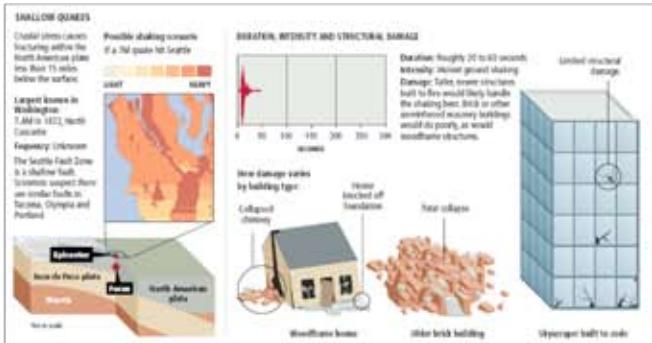 SHALLOW QUAKES
Crustal stress causes
fracturing within the
North American plate
less than 15 miles
below the surface.
Largest known in
Washington:
7.4M in 1872, North
Cascades
Frequency: Unknown
The Seattle Fault Zone
is a shallow fault.
Scientists suspect there
are similar faults in
Tacoma, Olympia and
Portland
Possible shaking scenario
If a 7M quake hit Seattle
LIGHT
HEAVY
Epicenter
Juan de Fuca plate
Focus
North American
plate
Mantle
Not to scale
DURATION, INTENSITY AND STRUCTURAL DAMAGE
0
50
100
150
200
250
300
SECONDS
Duration: Roughly 20 to 60 seconds
Intensity: Violent ground shaking
Damage: Taller, newer structures
built to flex would likely handle
the shaking best. Brick or other
unreinforced masonry buildings
would do poorly, as would
woodframe structures.
How damage varies
by building type:
Collapsed
chimney
Home
knocked off
foundation
Total collapse
Limited structural
damage
Woodframe home
Older brick building
Skyscraper built to code